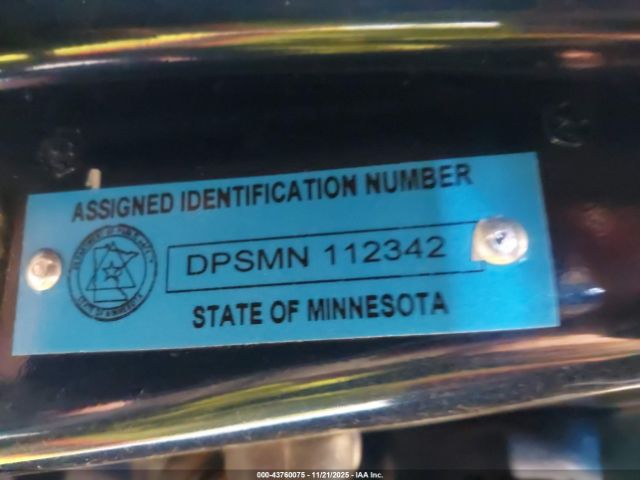 ASSIGNED IDENTIFICATION NUMBER
DPSMN 112342
STATE OF MINNESOTA
000-43760075 - 11/21/2025 - IAA Inc.